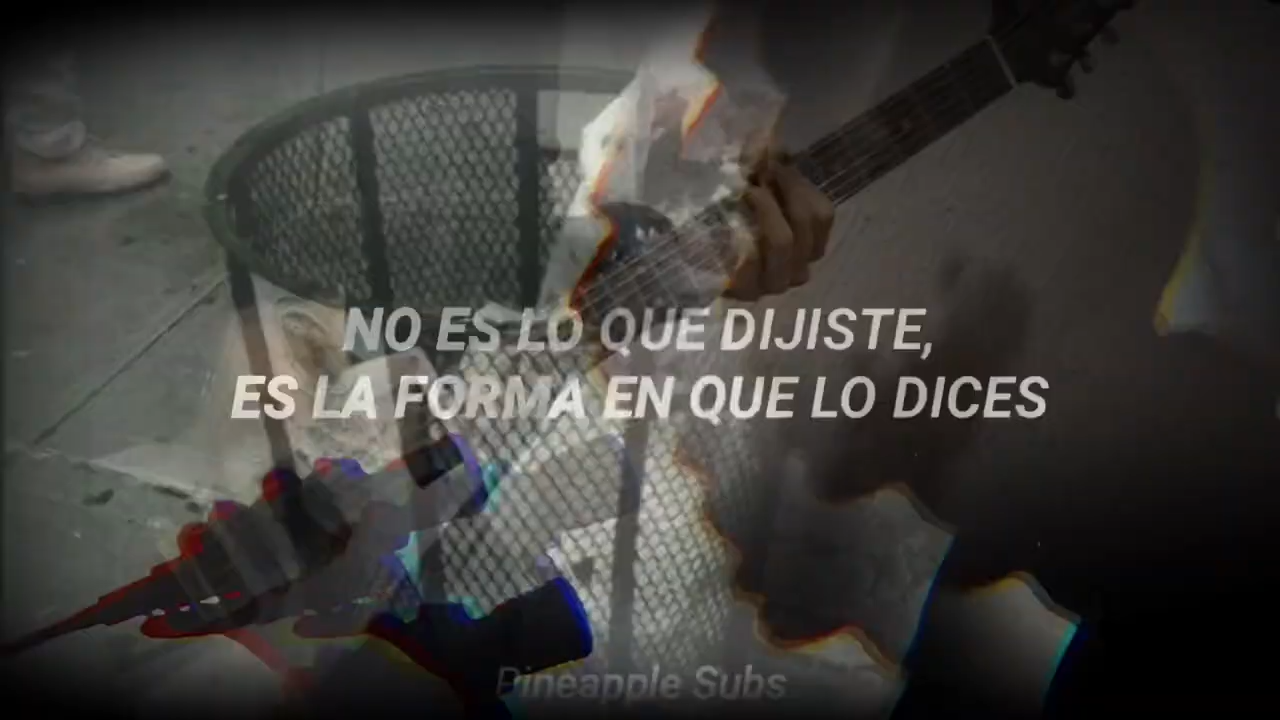 NO ES LO QUE DIJISTE,
ES LA FORMA EN QUE LO DICES
Pineapple Subs